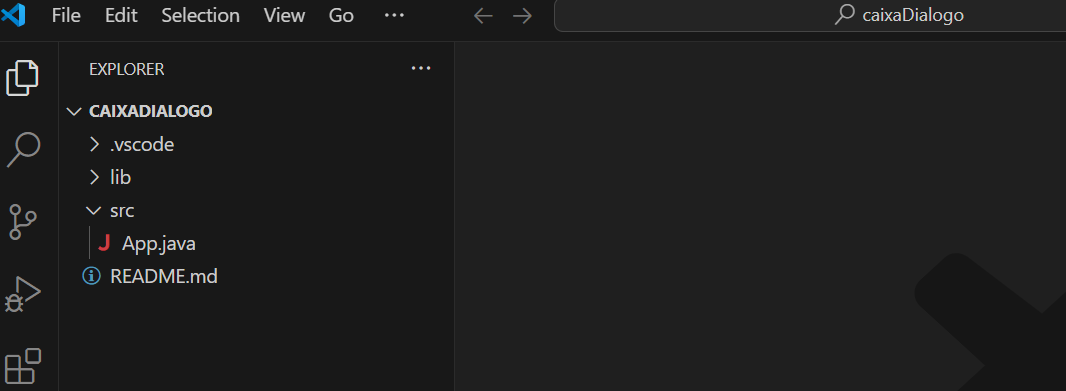 File Edit Selection View Go ··· ← → caixaDialogo
EXPLORER ···
CAIXADIALOGO
.vscode
lib
src
J App.java
README.md